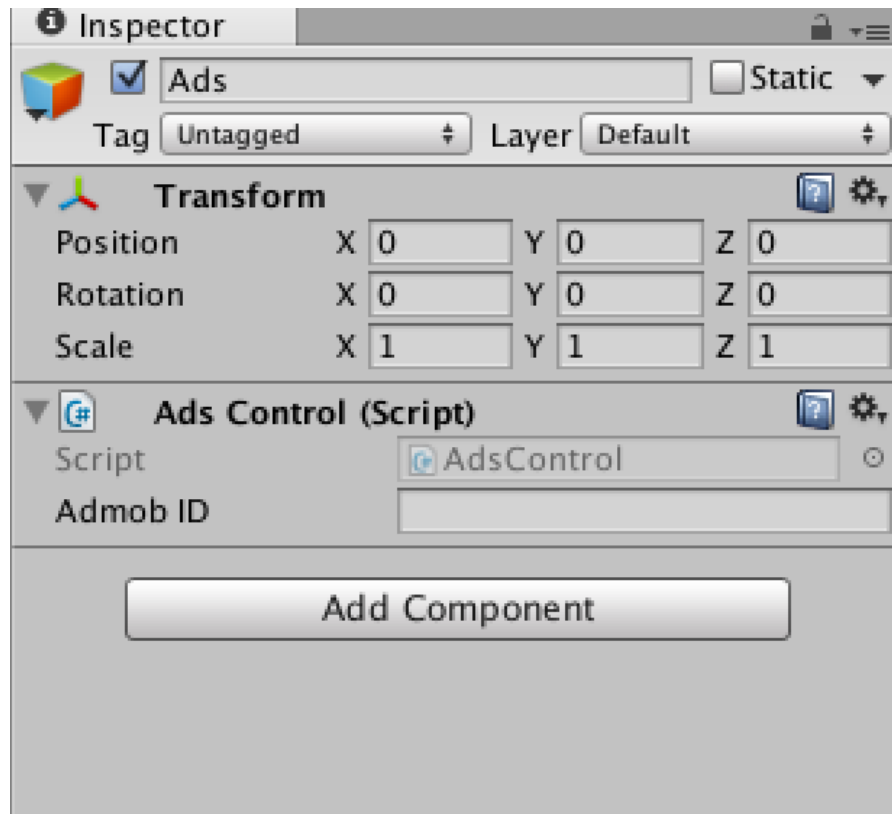 Inspector
Ads Static
Tag Untagged Layer Default
Transform
Position X 0 Y 0 Z 0
Rotation X 0 Y 0 Z 0
Scale X 1 Y 1 Z 1
Ads Control (Script)
Script AdsControl
Admob ID
Add Component